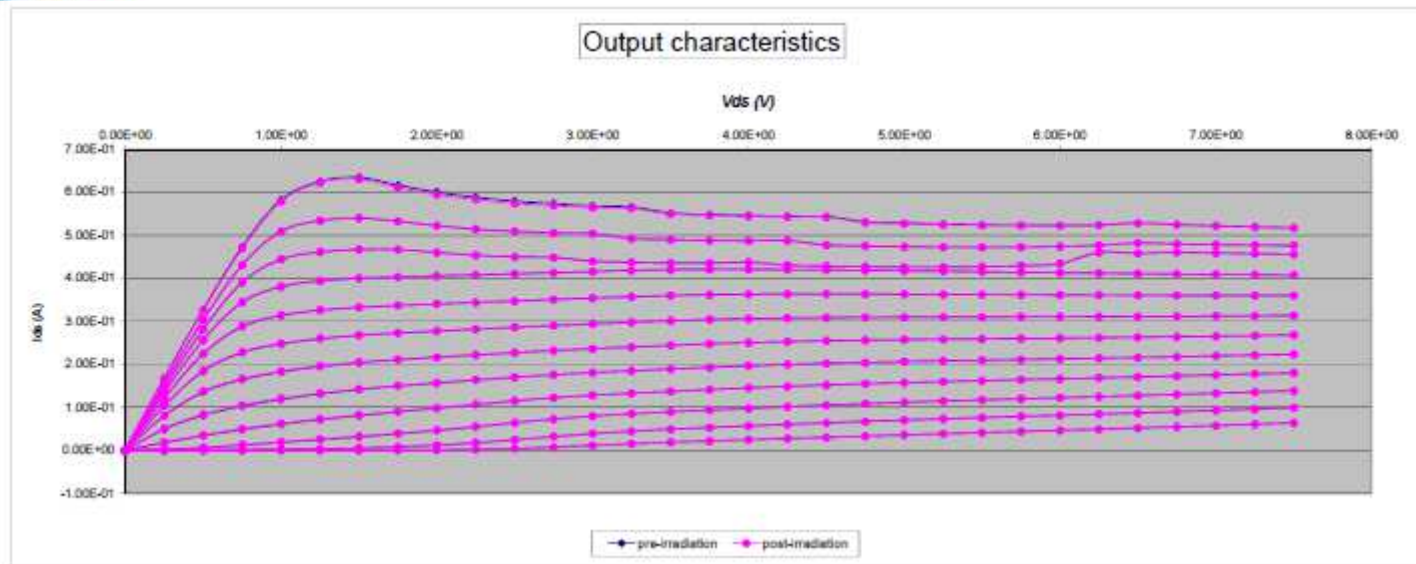 Output characteristics
Vds (V)
0.00E+00 1.00E+00 2.00E+00 3.00E+00 4.00E+00 5.00E+00 6.00E+00 7.00E+00 8.00E+00
7.00E-01
6.00E-01
5.00E-01
4.00E-01
3.00E-01
2.00E-01
1.00E-01
0.00E+00
-1.00E-01
Ids (A)
pre-irradiation post-irradiation